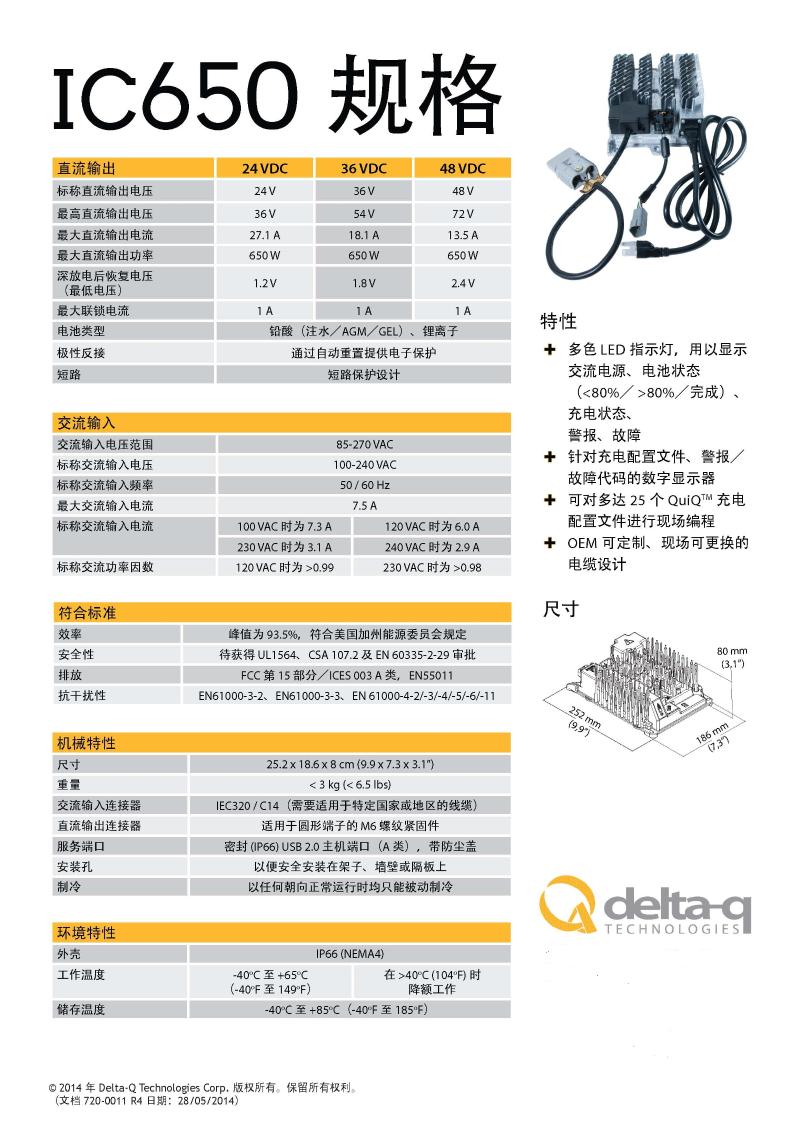 IC650 规格
直流输出 24 VDC 36 VDC 48 VDC
标称直流输出电压 24 V 36 V 48 V
最高直流输出电压 36 V 54 V 72 V
最大直流输出电流 27.1 A 18.1 A 13.5 A
最大直流输出功率 650 W 650 W 650 W
深放电后恢复电压
（最低电压） 1.2 V 1.8 V 2.4 V
最大联锁电流 1 A 1 A 1 A
电池类型 铅酸（注水／AGM／GEL）、锂离子
极性反接 通过自动重置提供电子保护
短路 短路保护设计
交流输入
交流输入电压范围 85-270 VAC
标称交流输入电压 100-240 VAC
标称交流输入频率 50 / 60 Hz
最大交流输入电流 7.5 A
标称交流输入电流 100 VAC 时为 7.3 A 120 VAC 时为 6.0 A
230 VAC 时为 3.1 A 240 VAC 时为 2.9 A
标称交流功率因数 120 VAC 时为 >0.99 230 VAC 时为 >0.98
符合标准
效率 峰值为 93.5%，符合美国加州能源委员会规定
安全性 待获得 UL1564、CSA 107.2 及 EN 60335-2-29 审批
排放 FCC 第 15 部分／ICES 003 A 类，EN55011
抗干扰性 EN61000-3-2、EN61000-3-3、EN 61000-4-2/-3/-4/-5/-6/-11
机械特性
尺寸 25.2 x 18.6 x 8 cm (9.9 x 7.3 x 3.1")
重量 < 3 kg (< 6.5 lbs)
交流输入连接器 IEC320 / C14（需要适用于特定国家或地区的线缆）
直流输出连接器 适用于圆形端子的 M6 螺纹紧固件
服务端口 密封 (IP66) USB 2.0 主机端口（A 类），带防尘盖
安装孔 以便安全安装在架子、墙壁或隔板上
制冷 以任何朝向正常运行时均只能被动制冷
环境特性
外壳 IP66 (NEMA4)
工作温度 -40°C 至 +65°C 在 >40°C (104°F) 时
（-40°F 至 149°F） 降额工作
储存温度 -40°C 至 +85°C（-40°F 至 185°F）
特性
✚ 多色 LED 指示灯，用以显示
交流电源、电池状态
（<80%／ >80%／完成）、
充电状态、
警报、故障
✚ 针对充电配置文件、警报／
故障代码的数字显示器
✚ 可对多达 25 个 QuiQ™ 充电
配置文件进行现场编程
✚ OEM 可定制、现场可更换的
电缆设计
尺寸
80 mm
(3,1")
252 mm
(9,9")
186 mm
(7,3")
delta-q
TECHNOLOGIES
© 2014 年 Delta-Q Technologies Corp. 版权所有。保留所有权利。
（文档 720-0011 R4 日期：28/05/2014）